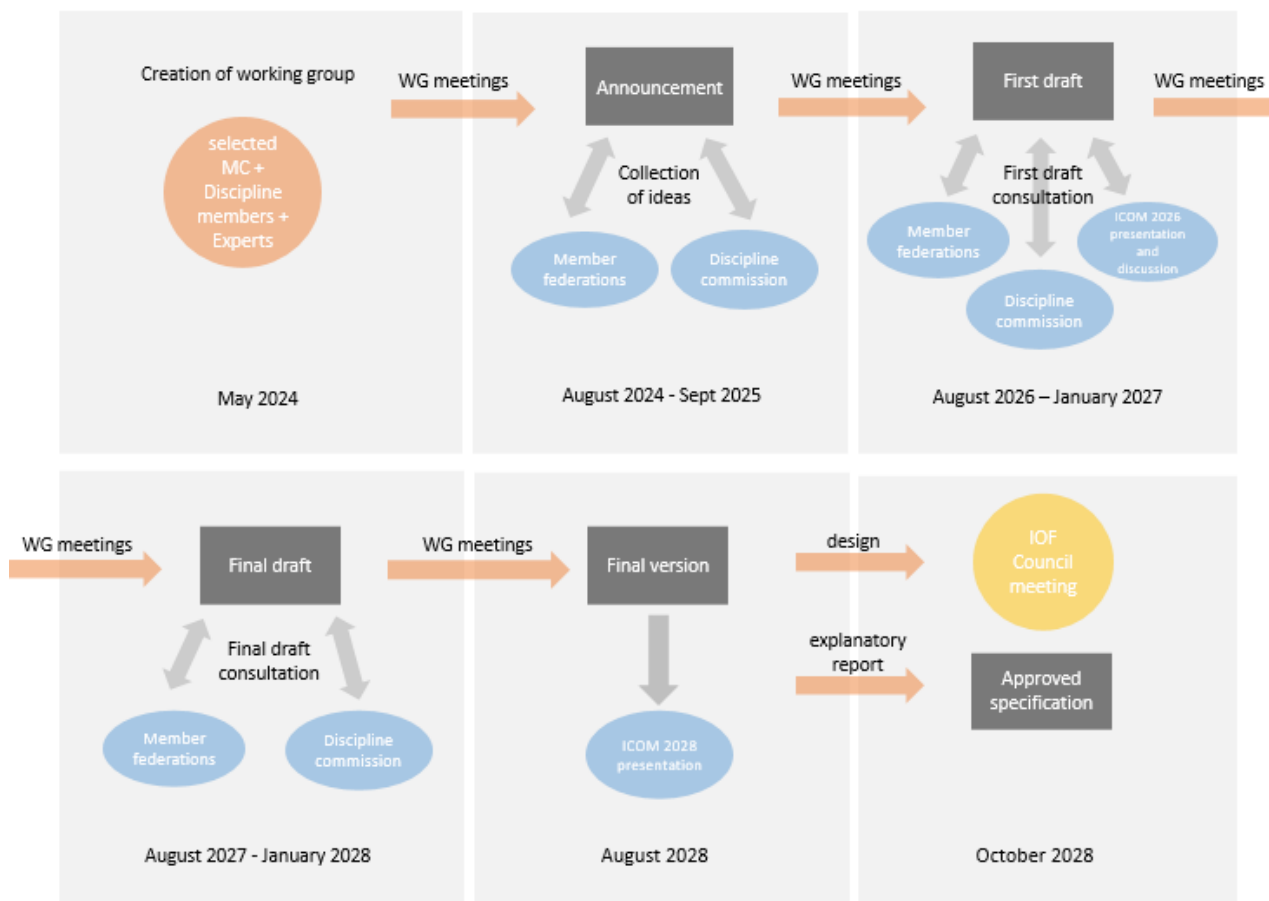 Creation of working group
selected
MC +
Discipline
members +
Experts
May 2024
WG meetings
Announcement
Collection
of ideas
Member
federations
Discipline
commission
August 2024 - Sept 2025
WG meetings
First draft
First draft
consultation
Member
federations
Discipline
commission
ICOM 2026
presentation
and
discussion
August 2026 – January 2027
WG meetings
WG meetings
Final draft
Final draft
consultation
Member
federations
Discipline
commission
August 2027 - January 2028
WG meetings
Final version
ICOM 2028
presentation
August 2028
design
explanatory
report
IOF
Council
meeting
Approved
specification
October 2028